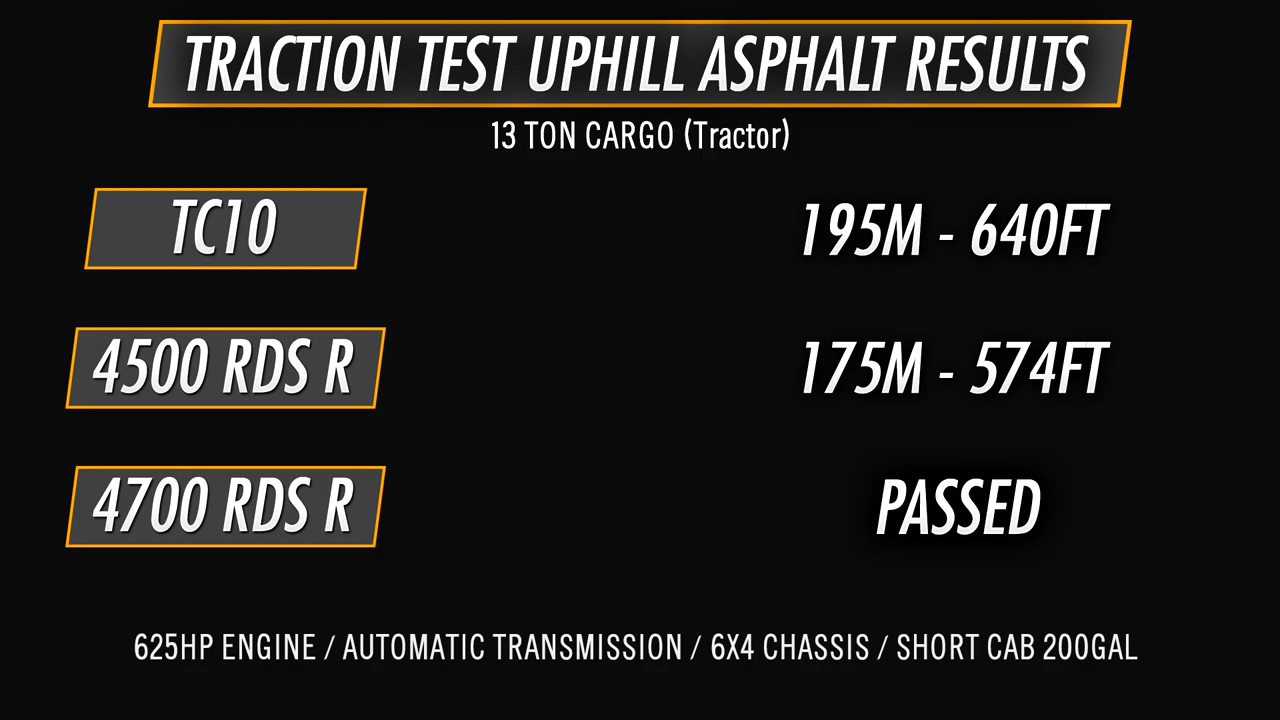 TRACTION TEST UPHILL ASPHALT RESULTS
13 TON CARGO (Tractor)
TC10 195M - 640FT
4500 RDS R 175M - 574FT
4700 RDS R PASSED
625HP ENGINE / AUTOMATIC TRANSMISSION / 6X4 CHASSIS / SHORT CAB 200GAL